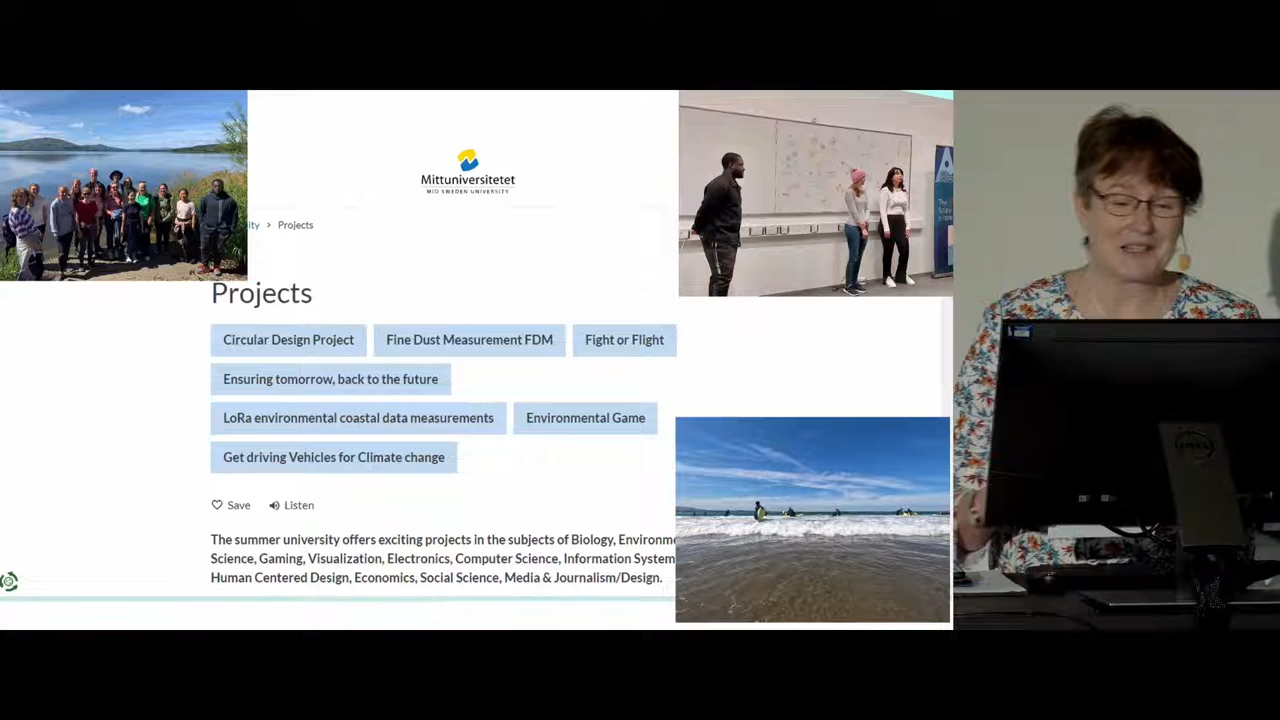 Mittuniversitetet
MID SWEDEN UNIVERSITY
ity > Projects
Projects
Circular Design Project
Fine Dust Measurement FDM
Fight or Flight
Ensuring tomorrow, back to the future
LoRa environmental coastal data measurements
Environmental Game
Get driving Vehicles for Climate change
Save
Listen
The summer university offers exciting projects in the subjects of Biology, Environme
Science, Gaming, Visualization, Electronics, Computer Science, Information System
Human Centered Design, Economics, Social Science, Media & Journalism/Design.